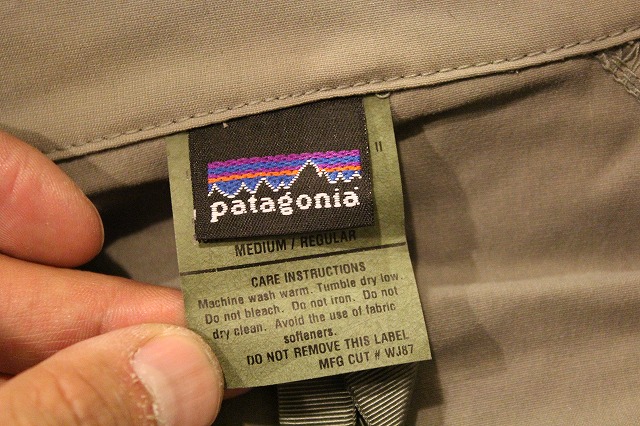 II
patagonia
MEDIUM / REGULAR
CARE INSTRUCTIONS
Machine wash warm. Tumble dry low.
Do not bleach. Do not iron. Do not
dry clean. Avoid the use of fabric
softeners.
DO NOT REMOVE THIS LABEL
MFG CUT # WJ87